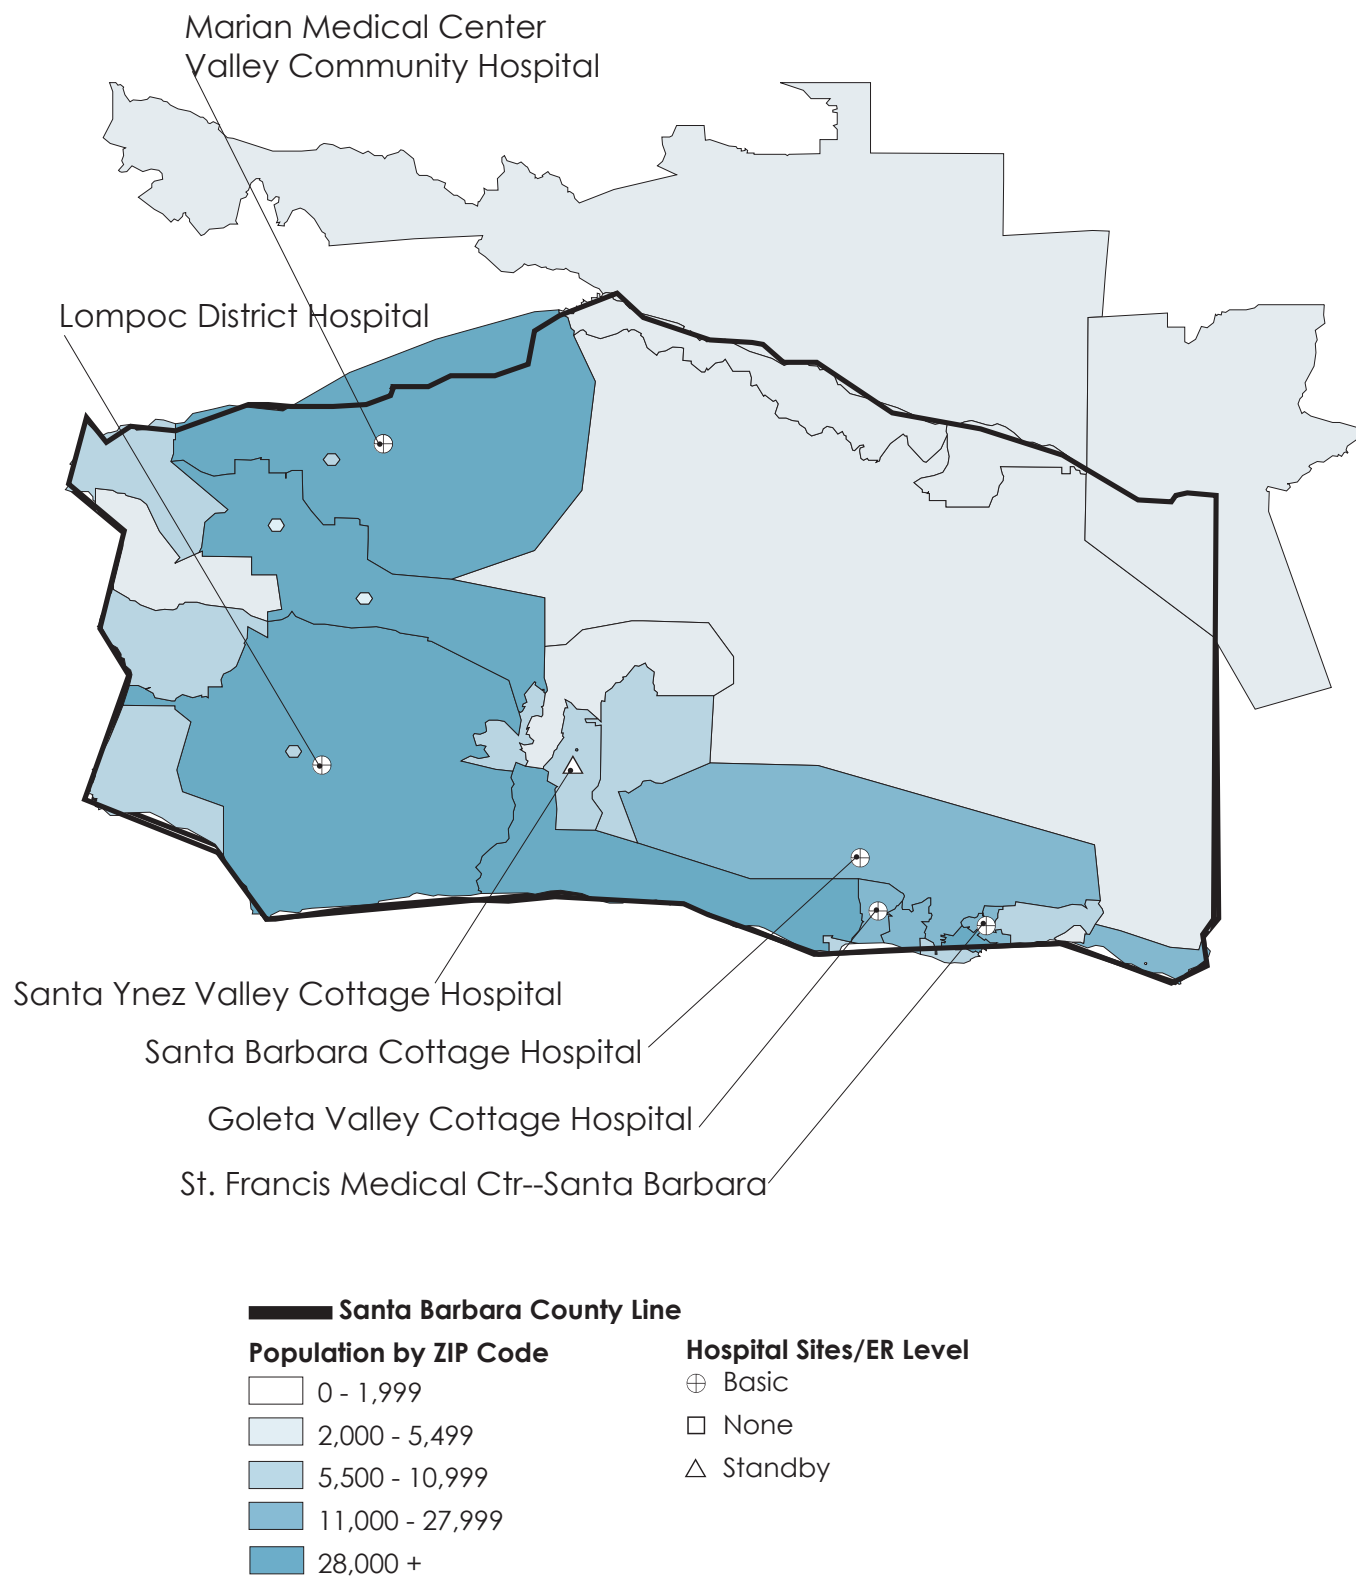 Marian Medical Center
Valley Community Hospital
Lompoc District Hospital
Santa Ynez Valley Cottage Hospital
Santa Barbara Cottage Hospital
Goleta Valley Cottage Hospital
St. Francis Medical Ctr--Santa Barbara
Santa Barbara County Line
Population by ZIP Code
0 - 1,999
2,000 - 5,499
5,500 - 10,999
11,000 - 27,999
28,000 +
Hospital Sites/ER Level
Basic
None
Standby